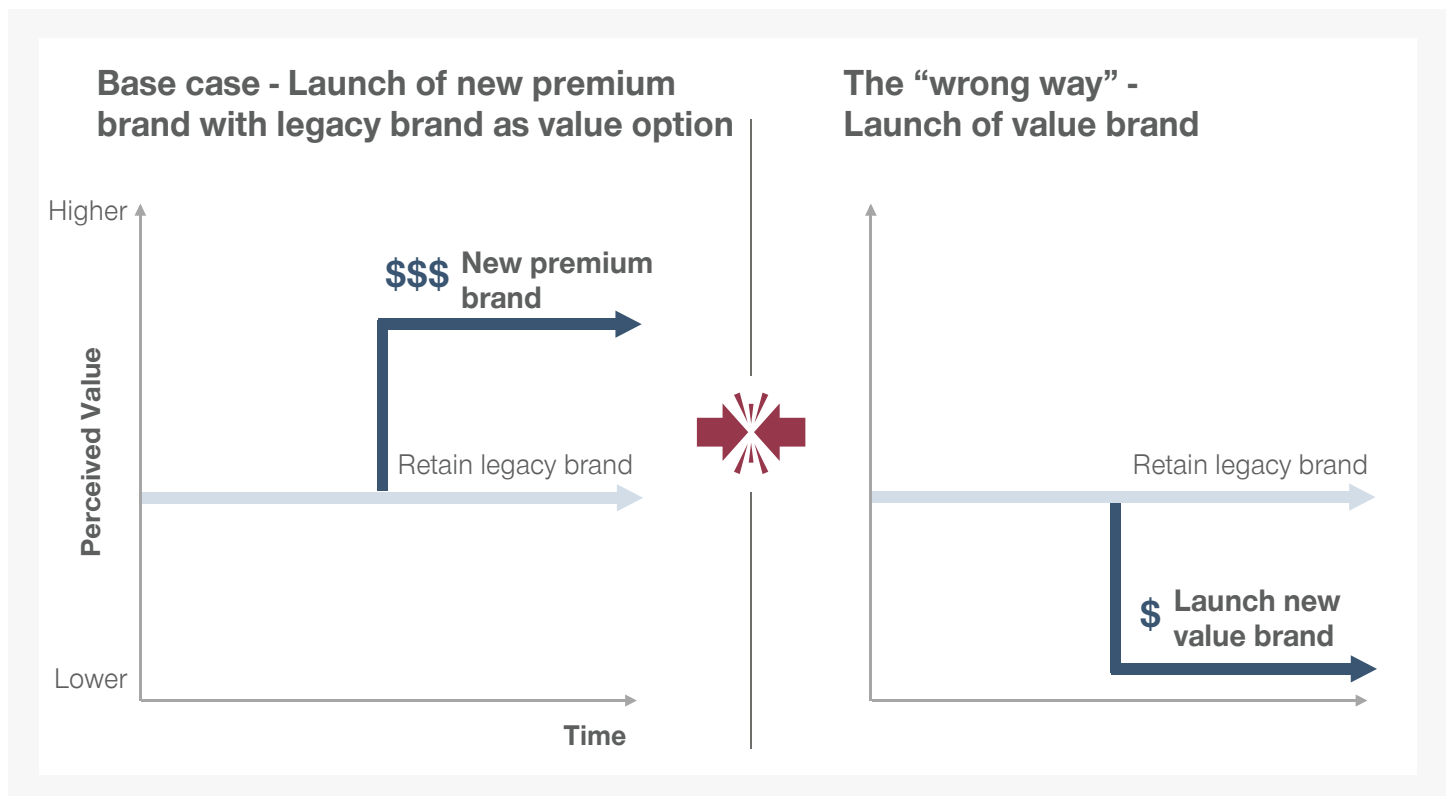 Base case - Launch of new premium
brand with legacy brand as value option
Higher
$$$ New premium
brand
Perceived Value
Retain legacy brand
Lower
Time
The “wrong way” -
Launch of value brand
Retain legacy brand
$ Launch new
value brand